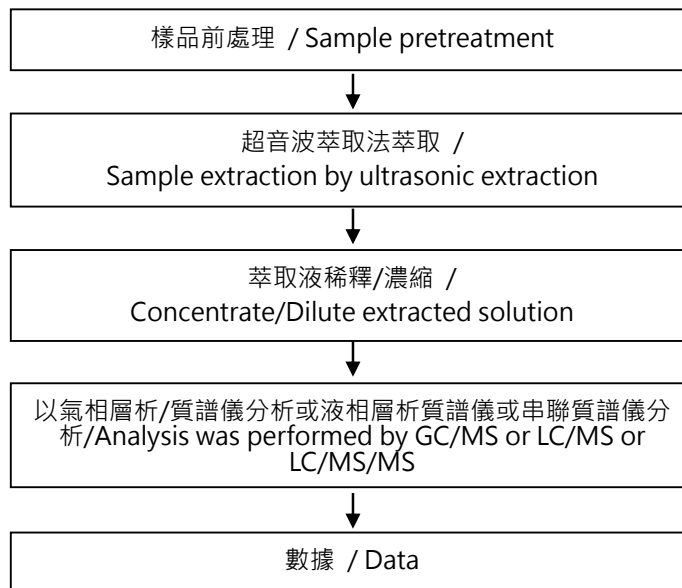 樣品前處理 / Sample pretreatment
超音波萃取法萃取 /
Sample extraction by ultrasonic extraction
萃取液稀釋/濃縮 /
Concentrate/Dilute extracted solution
以氣相層析/質譜儀分析或液相層析質譜儀或串聯質譜儀分
析/Analysis was performed by GC/MS or LC/MS or
LC/MS/MS
數據 / Data